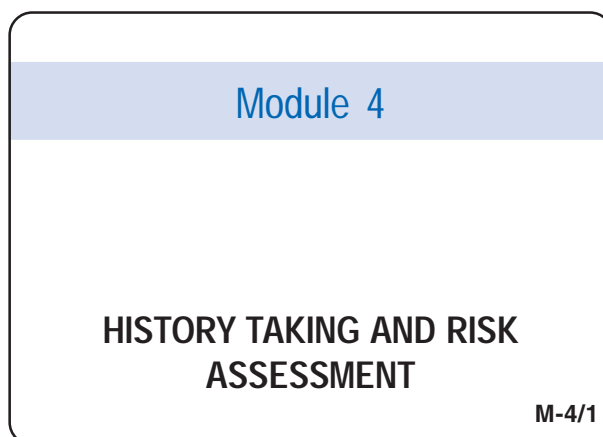 Module 4
HISTORY TAKING AND RISK
ASSESSMENT
M-4/1